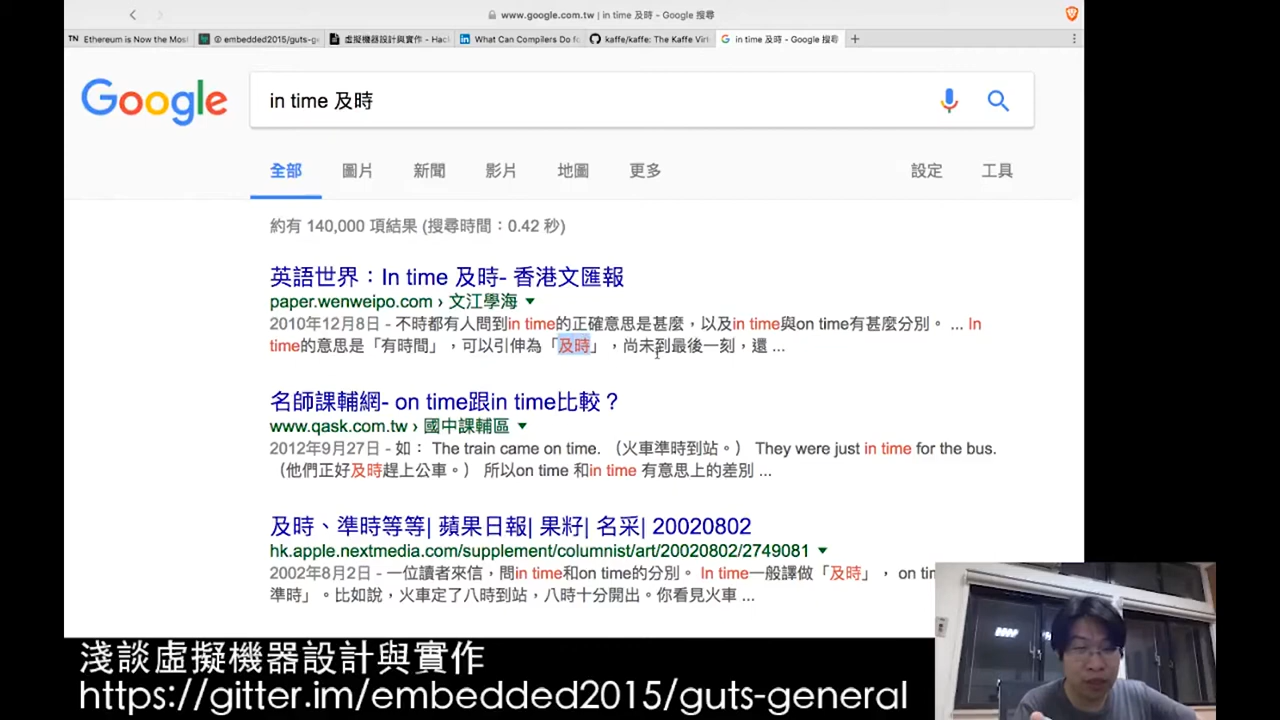 www.google.com.tw | in time 及時 - Google 搜尋
TN Ethereum is Now the Most
embedded2015/guts-ge
虛擬機器設計與實作 - Hac
in What Can Compilers Do fo
kaffe/kaffe: The Kaffe Virt
G in time 及時 - Google 搜尋
Google
in time 及時
全部 圖片 新聞 影片 地圖 更多 設定 工具
約有 140,000 項結果 (搜尋時間：0.42 秒)
英語世界：In time 及時- 香港文匯報
paper.wenweipo.com › 文江學海
2010年12月8日 - 不時都有人問到in time的正確意思是甚麼，以及in time與on time有甚麼分別。 ... In
time的意思是「有時間」，可以引伸為「及時」，尚未到最後一刻，還 ...
名師課輔網- on time跟in time比較？
www.qask.com.tw › 國中課輔區
2012年9月27日 - 如： The train came on time. （火車準時到站。） They were just in time for the bus.
（他們正好及時趕上公車。） 所以on time 和in time 有意思上的差別 ...
及時、準時等等| 蘋果日報| 果籽| 名采| 20020802
hk.apple.nextmedia.com/supplement/columnist/art/20020802/2749081
2002年8月2日 - 一位讀者來信，問in time和on time的分別。 In time一般譯做「及時」， on tim
準時」。比如說，火車定了八時到站，八時十分開出。你看見火車 ...
淺談虛擬機器設計與實作
https://gitter.im/embedded2015/guts-general